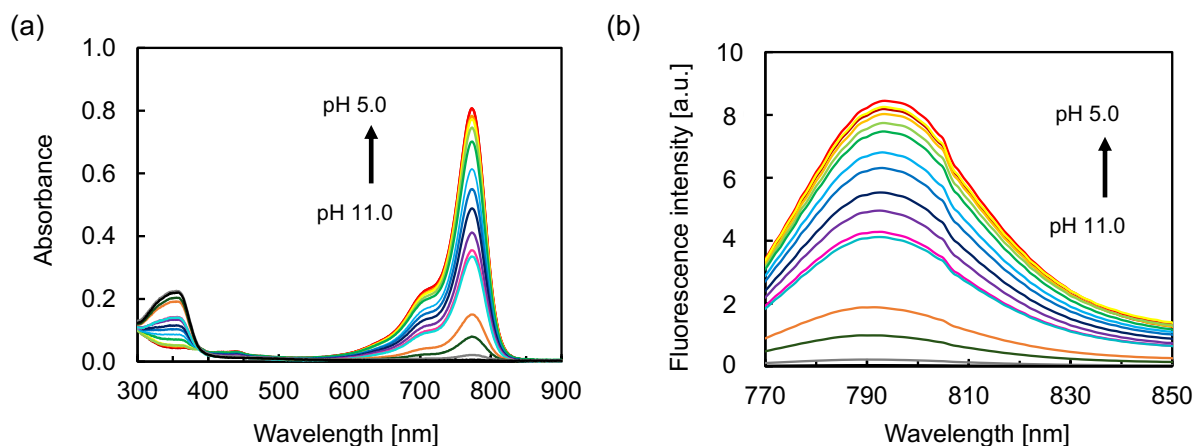 (a)
1.0
0.8
0.6
0.4
0.2
0.0
Absorbance
pH 5.0
pH 11.0
300 400 500 600 700 800 900
Wavelength [nm]
(b)
10
8
6
4
2
0
Fluorescence intensity [a.u.]
pH 5.0
pH 11.0
770 790 810 830 850
Wavelength [nm]